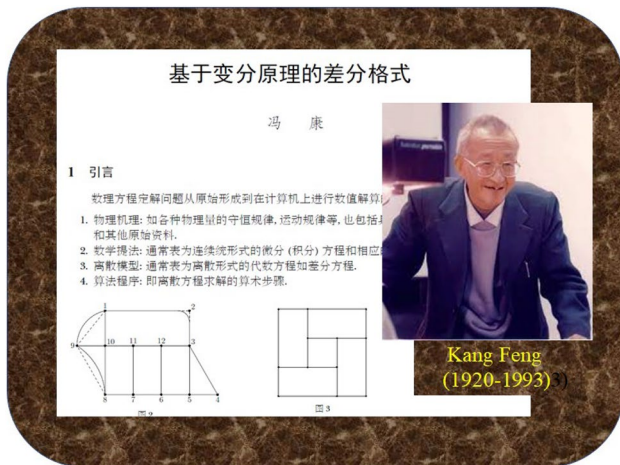 基于变分原理的差分格式
冯 康
1 引言
数理方程定解问题从原始形成到在计算机上进行数值解算的
1. 物理机理: 如各种物理量的守恒规律, 运动规律等, 也包括
和其他原始资料.
2. 数学提法: 通常表为连续统形式的微分 (积分) 方程和相应
3. 离散模型: 通常表为离散形式的代数方程如差分方程.
4. 算法程序: 即离散方程求解的算术步骤.
1 2
9 10 11 12 3
8 7 6 5 4
图2
图3
Kang Feng
(1920-1993)